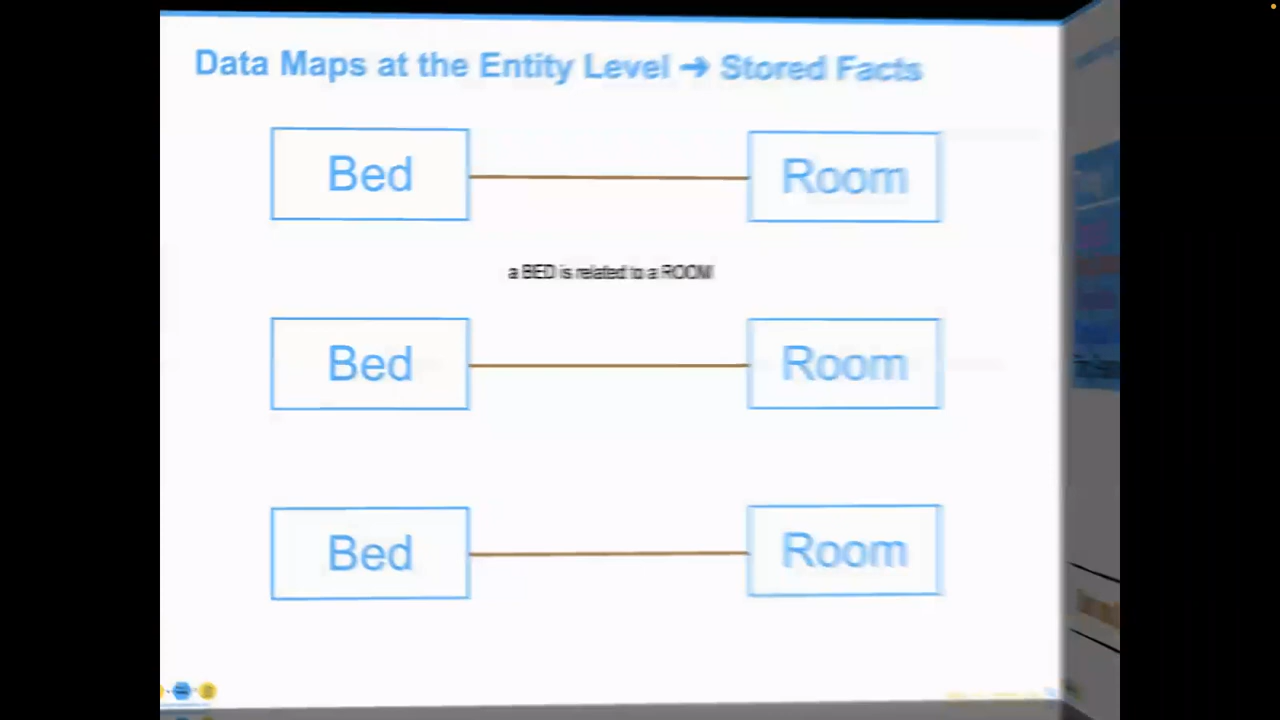 Data Maps at the Entity Level ➜ Stored Facts
Bed
Room
a BED is related to a ROOM
Bed
Room
Bed
Room